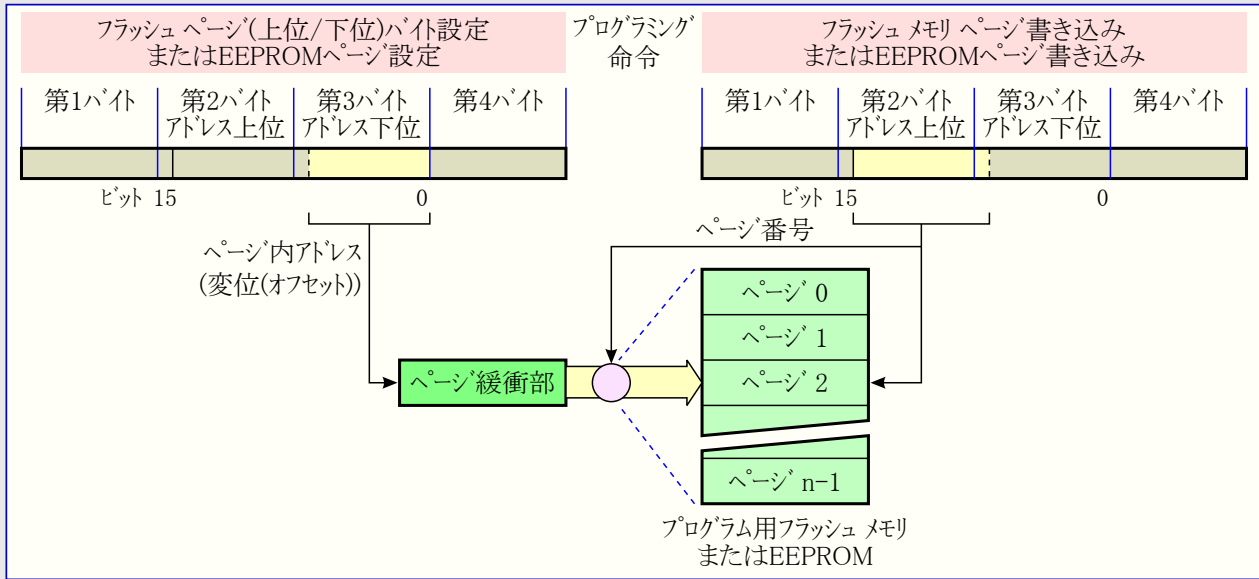 フラッシュ ページ(上位/下位)バイト設定
またはEEPROMページ設定
プログラミング
命令
フラッシュ メモリ ページ書き込み
またはEEPROMページ書き込み
第1バイト
第2バイト
アドレス上位
第3バイト
アドレス下位
第4バイト
第1バイト
第2バイト
アドレス上位
第3バイト
アドレス下位
第4バイト
ビット 15
0
ビット 15
0
ページ内アドレス
(変位(オフセット))
ページ番号
ページ 0
ページ 1
ページ緩衝部
ページ 2
ページ n-1
プログラム用フラッシュ メモリ
またはEEPROM